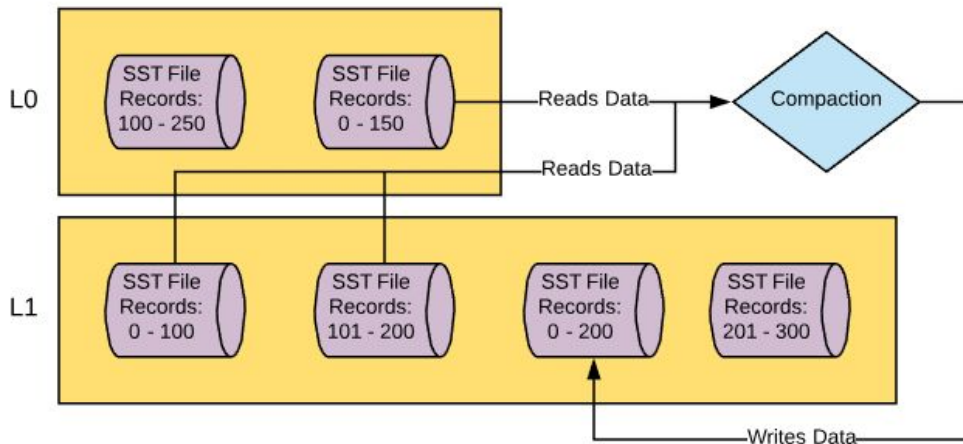 L0
SST File
Records:
100 - 250
SST File
Records:
0 - 150
Reads Data
Compaction
Reads Data
L1
SST File
Records:
0 - 100
SST File
Records:
101 - 200
SST File
Records:
0 - 200
SST File
Records:
201 - 300
Writes Data